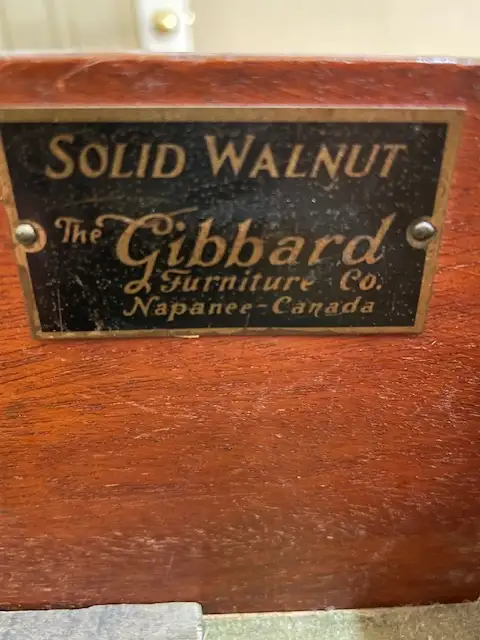 SOLID WALNUT
The Gibbard
Furniture Co.
Napanee-Canada